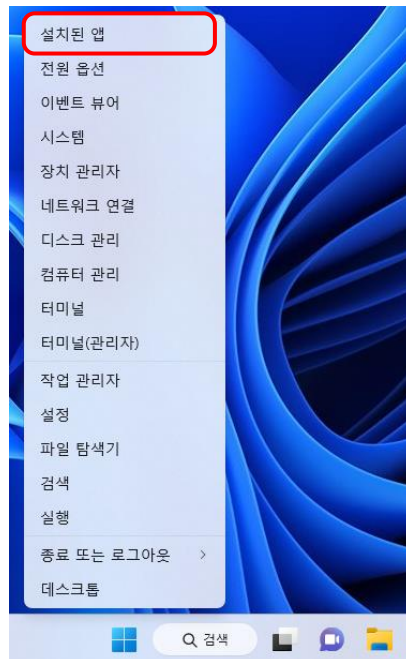 설치된 앱
전원 옵션
이벤트 뷰어
시스템
장치 관리자
네트워크 연결
디스크 관리
컴퓨터 관리
터미널
터미널(관리자)
작업 관리자
설정
파일 탐색기
검색
실행
종료 또는 로그아웃
데스크톱
검색